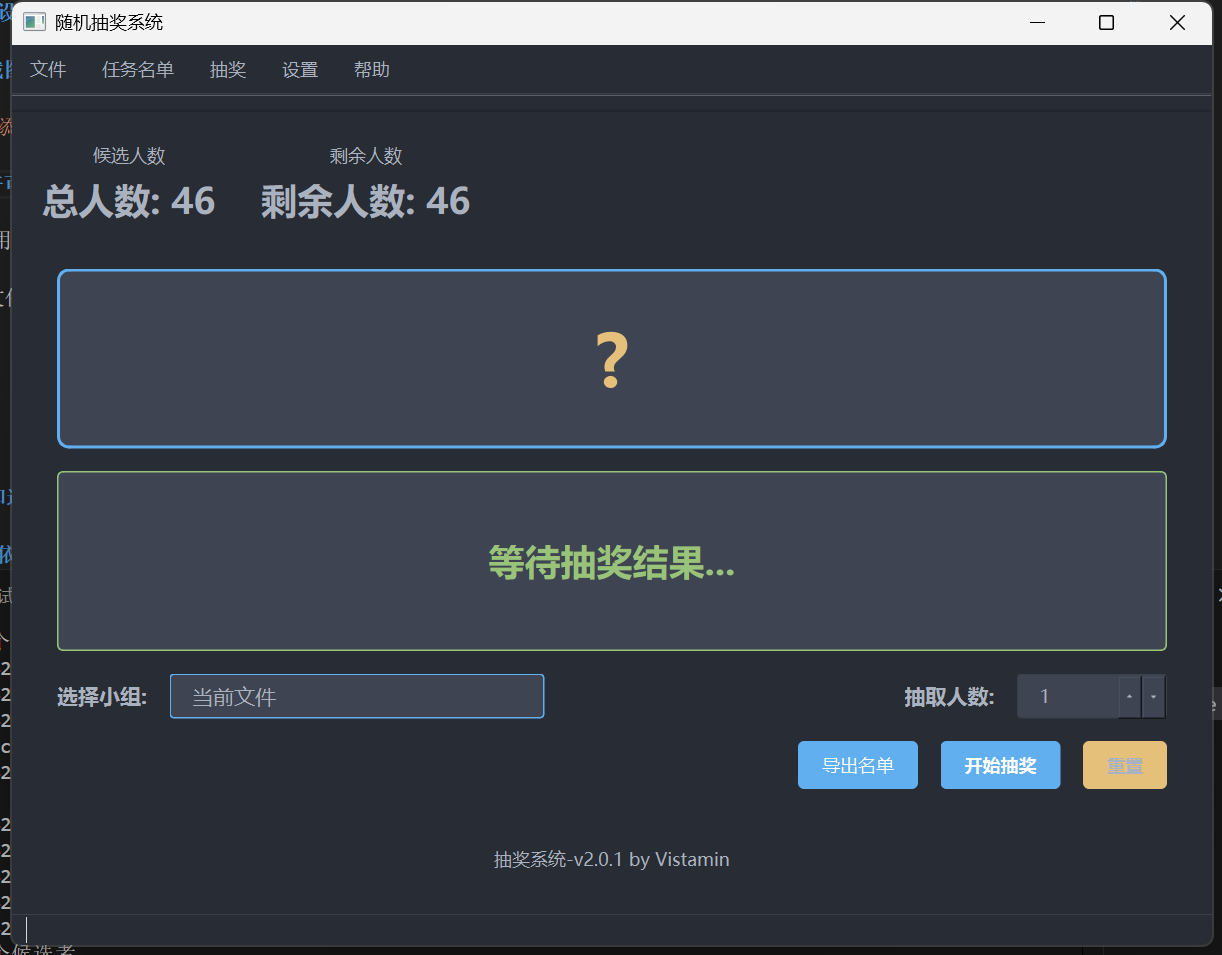 随机抽奖系统
文件 任务名单 抽奖 设置 帮助
候选人数 剩余人数
总人数: 46 剩余人数: 46
?
等待抽奖结果...
选择小组: 当前文件 抽取人数: 1
导出名单 开始抽奖 重置
抽奖系统-v2.0.1 by Vistamin